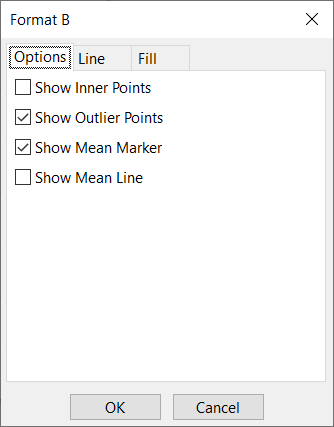 Format B
Options Line Fill
Show Inner Points
Show Outlier Points
Show Mean Marker
Show Mean Line
OK Cancel